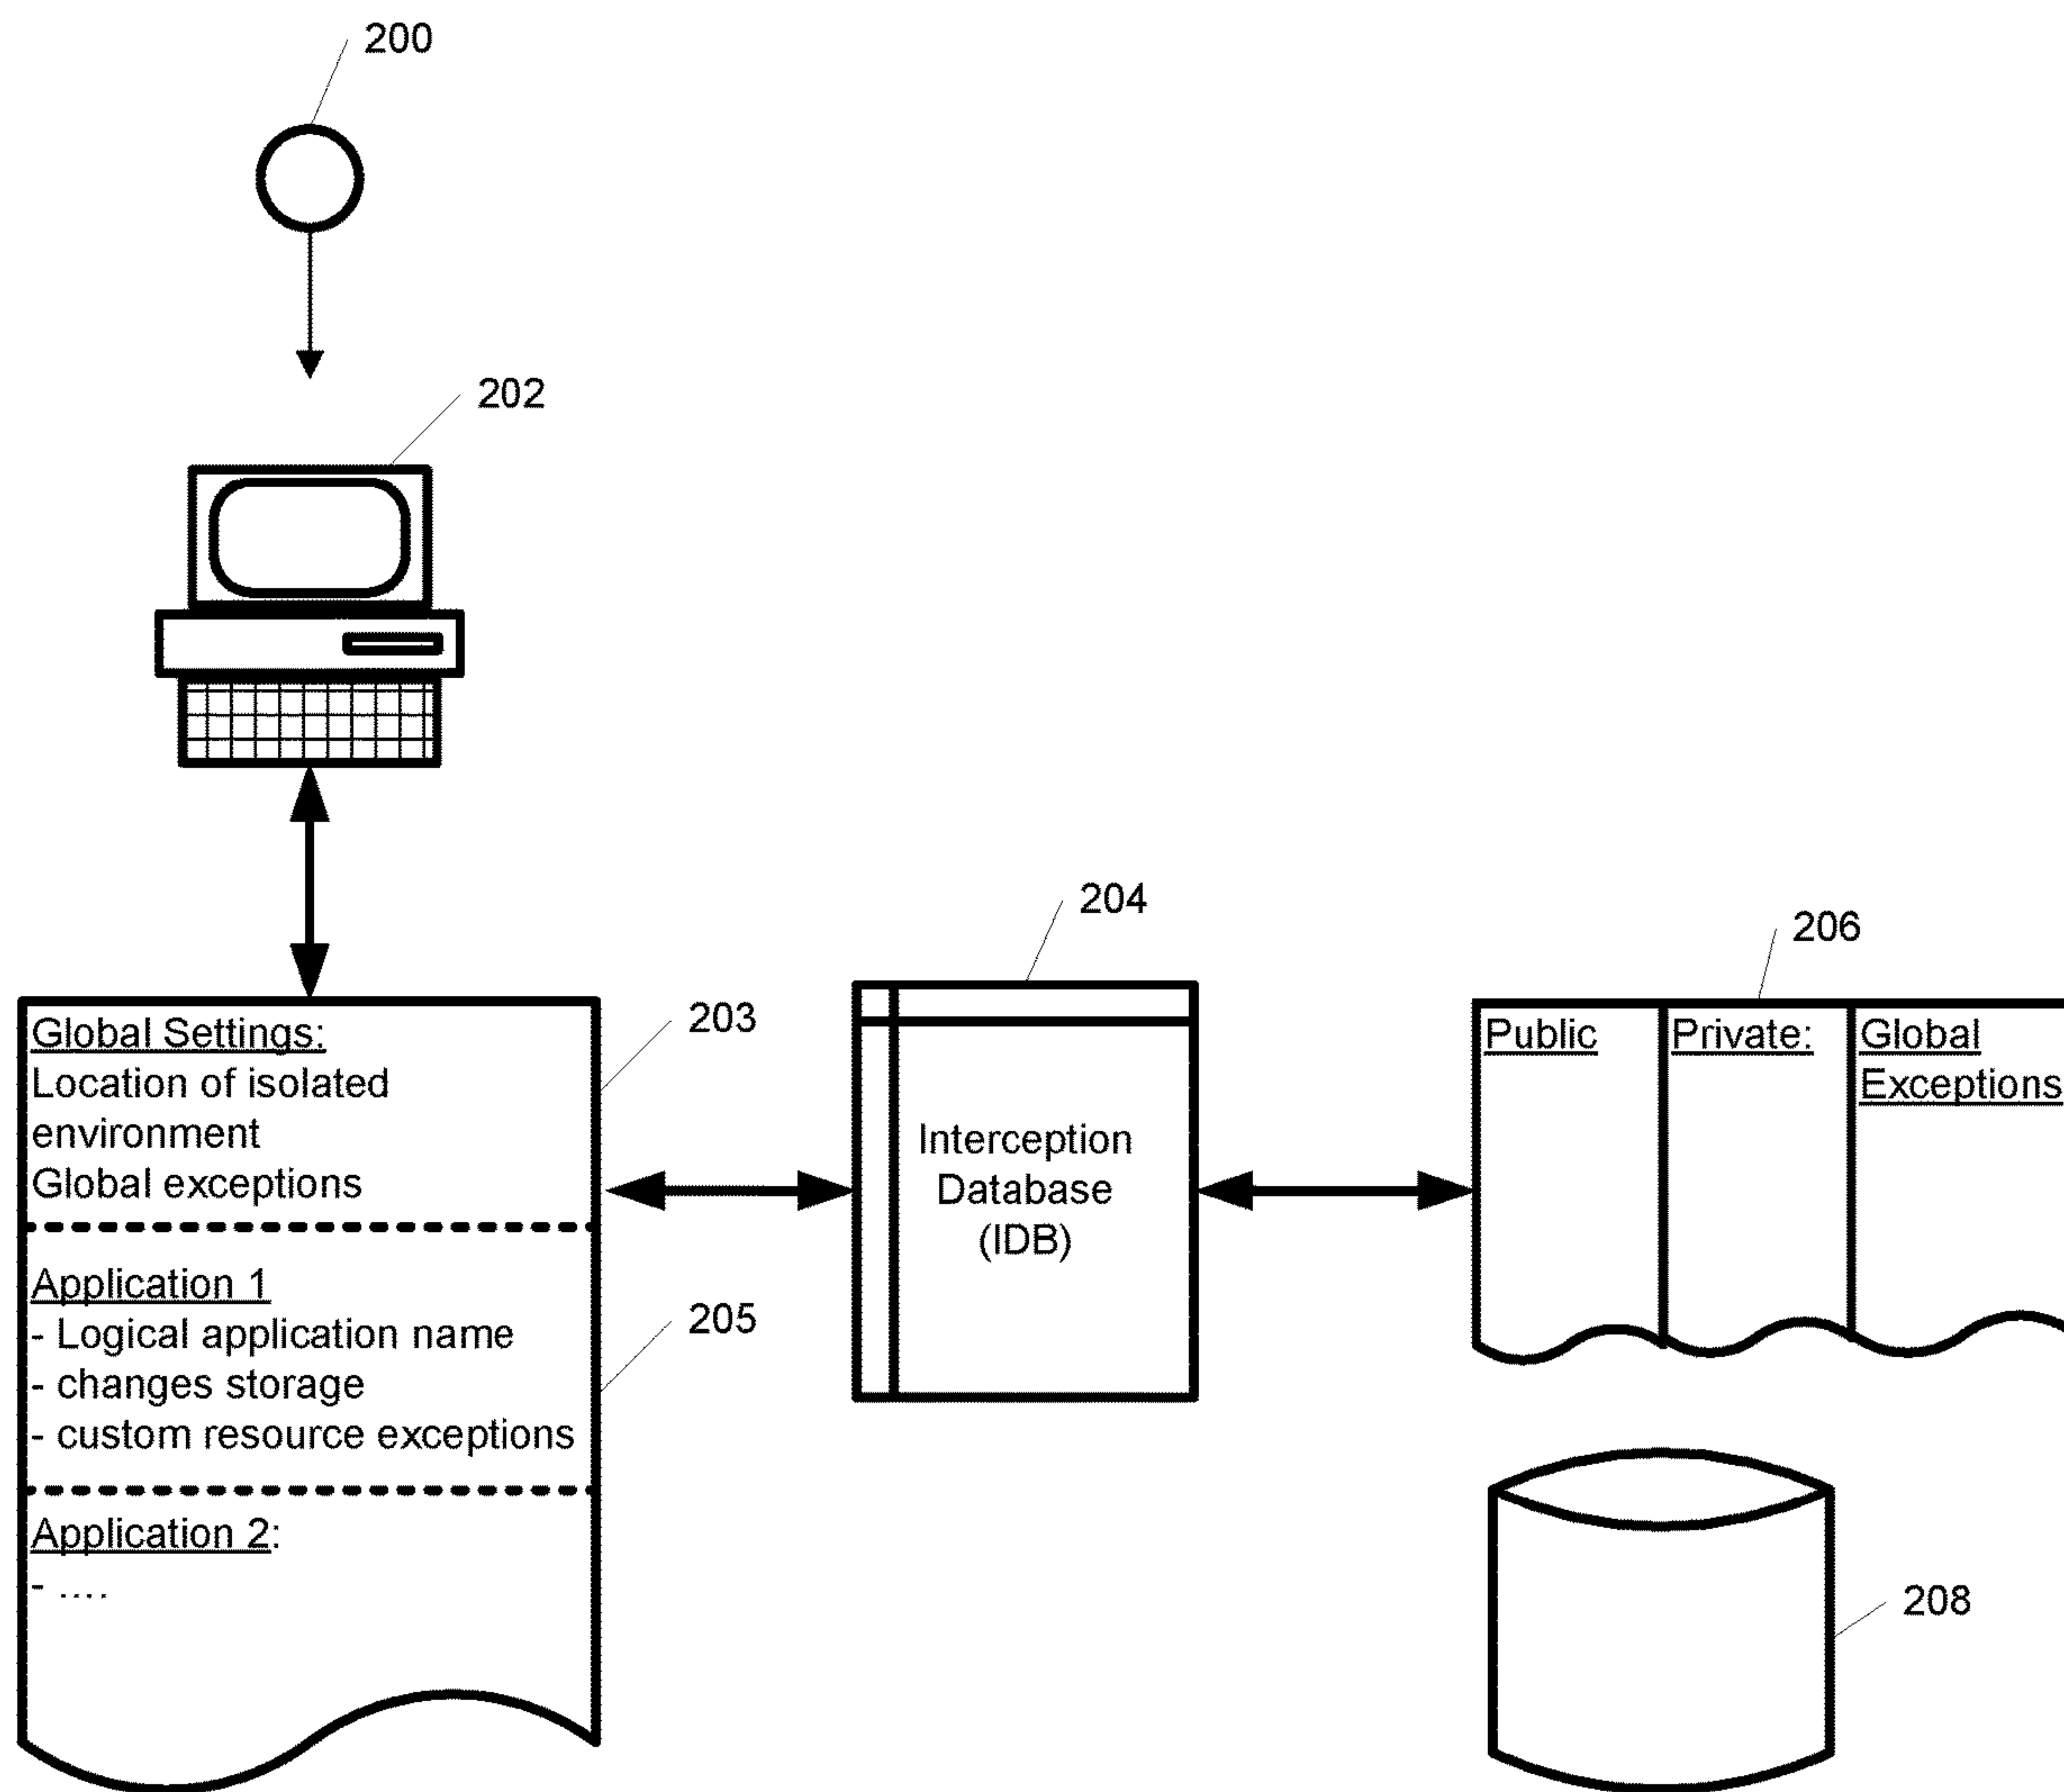 200
202
203
Global Settings:
Location of isolated
environment
Global exceptions
Application 1
- Logical application name
- changes storage
- custom resource exceptions
205
Application 2:
- ....
204
Interception
Database
(IDB)
206
Public
Private:
Global
Exceptions
208